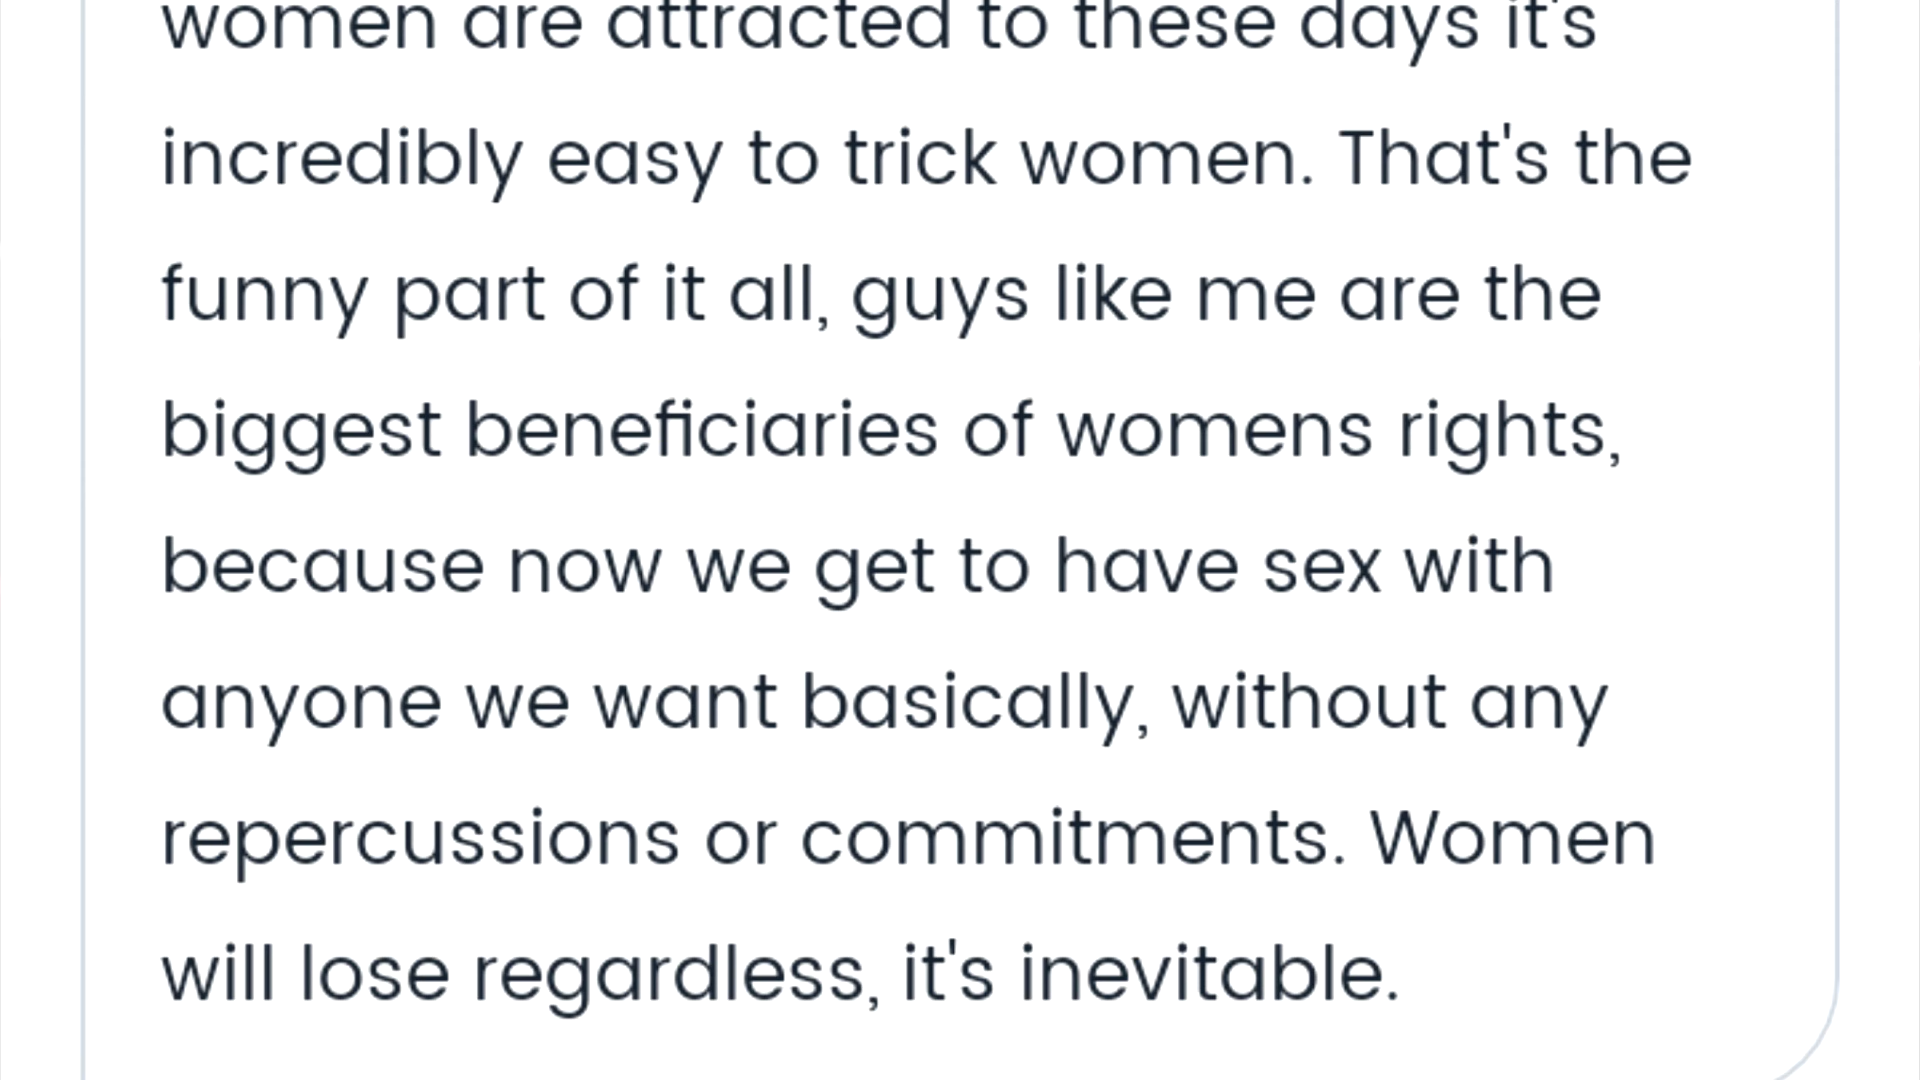 women are attracted to these days it's
incredibly easy to trick women. That's the
funny part of it all, guys like me are the
biggest beneficiaries of womens rights,
because now we get to have sex with
anyone we want basically, without any
repercussions or commitments. Women
will lose regardless, it's inevitable.